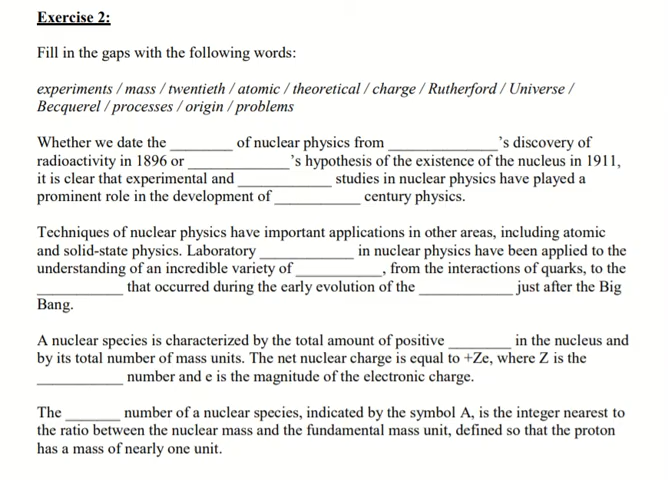 Exercise 2:
Fill in the gaps with the following words:
experiments / mass / twentieth / atomic / theoretical / charge / Rutherford / Universe /
Becquerel / processes / origin / problems
Whether we date the _________ of nuclear physics from ________________'s discovery of
radioactivity in 1896 or _______________'s hypothesis of the existence of the nucleus in 1911,
it is clear that experimental and ______________ studies in nuclear physics have played a
prominent role in the development of _____________ century physics.
Techniques of nuclear physics have important applications in other areas, including atomic
and solid-state physics. Laboratory ______________ in nuclear physics have been applied to the
understanding of an incredible variety of _____________, from the interactions of quarks, to the
_____________ that occurred during the early evolution of the ______________ just after the Big
Bang.
A nuclear species is characterized by the total amount of positive _________ in the nucleus and
by its total number of mass units. The net nuclear charge is equal to +Ze, where Z is the
_____________ number and e is the magnitude of the electronic charge.
The ________ number of a nuclear species, indicated by the symbol A, is the integer nearest to
the ratio between the nuclear mass and the fundamental mass unit, defined so that the proton
has a mass of nearly one unit.